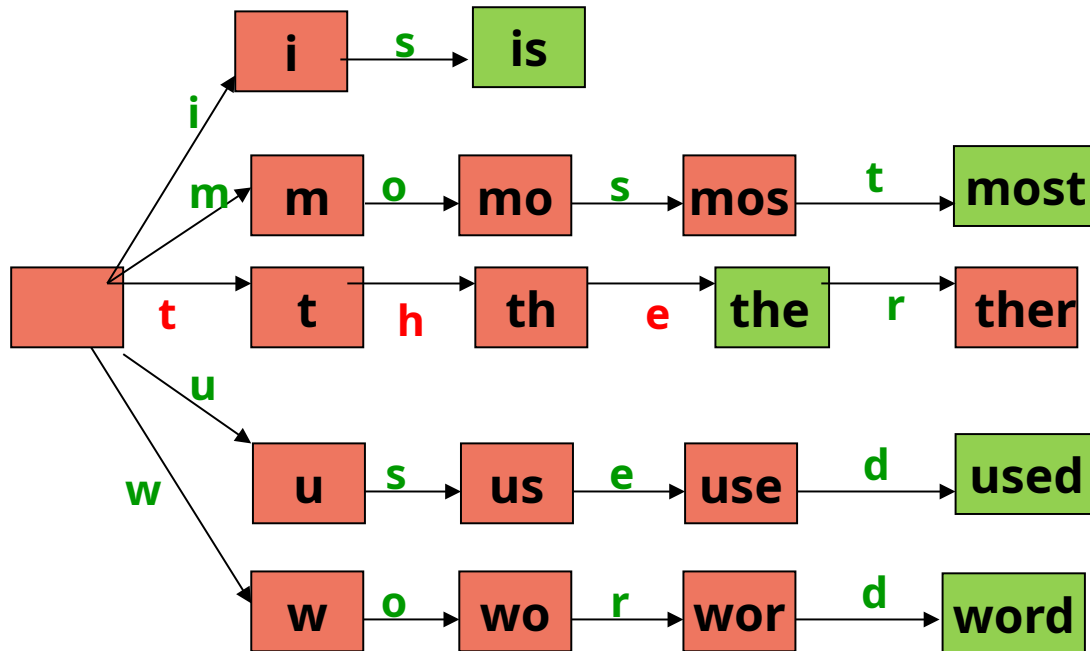 i s is
i
m m o mo s mos t most
t t h th e the r ther
u
u s us e use d used
w
w o wo r wor d word